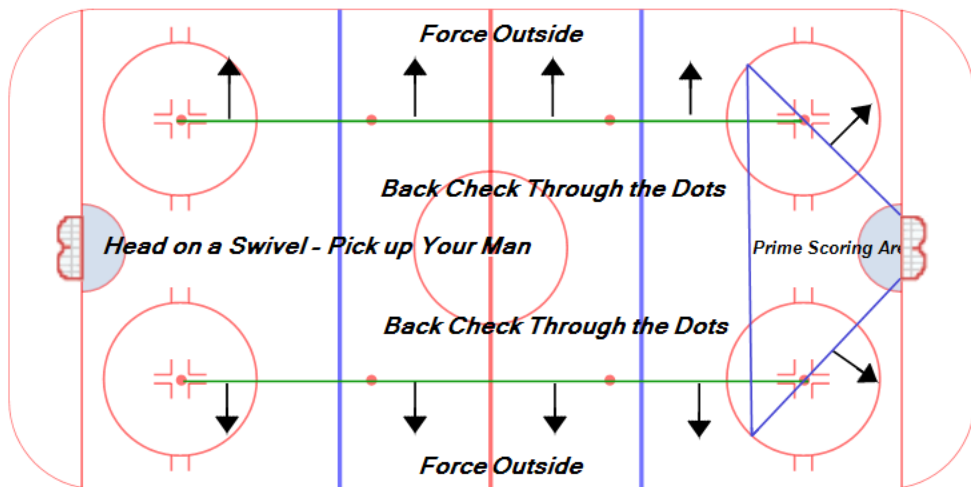 Force Outside
Back Check Through the Dots
Head on a Swivel - Pick up Your Man
Prime Scoring Are
Back Check Through the Dots
Force Outside